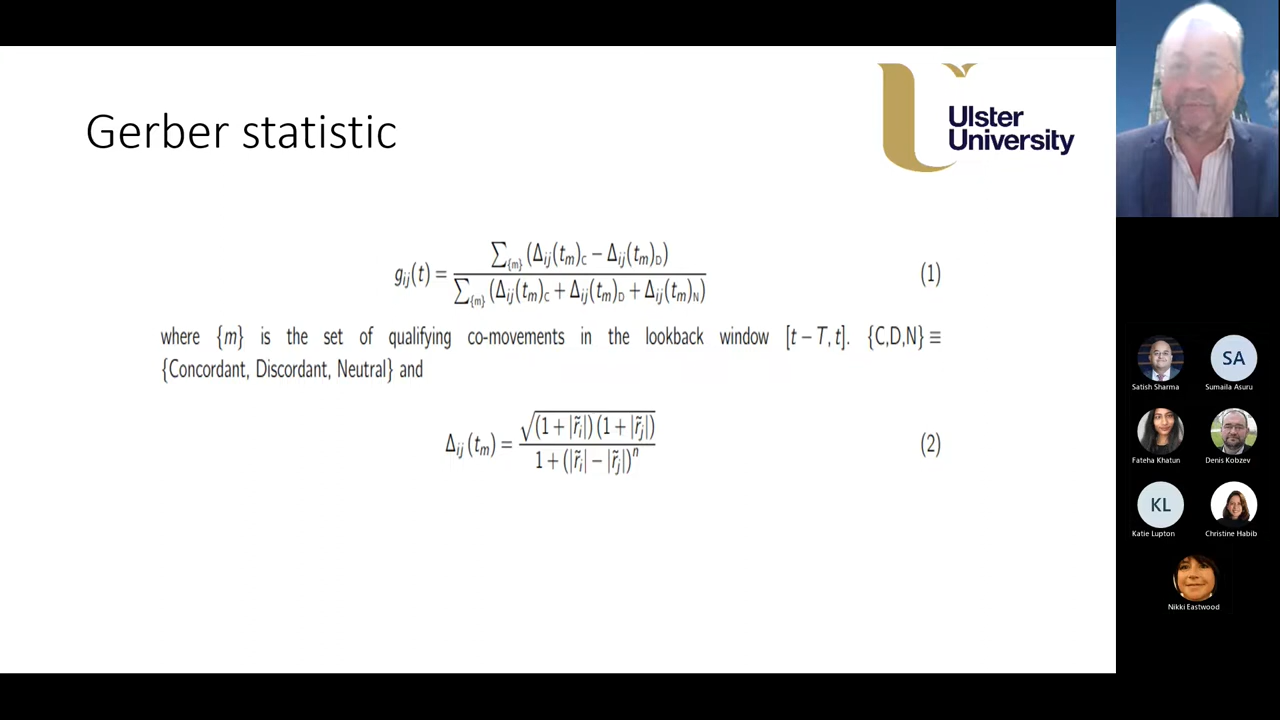 Gerber statistic
Ulster
University
g_ij(t) = ∑_{m} (Δ_ij(t_m)_C − Δ_ij(t_m)_D) / ∑_{m} (Δ_ij(t_m)_C + Δ_ij(t_m)_D + Δ_ij(t_m)_N) (1)
where {m} is the set of qualifying co-movements in the lookback window [t − T, t]. {C,D,N} ≡
{Concordant, Discordant, Neutral} and
Δ_ij (t_m) = √((1 + |r̃_i|) (1 + |r̃_j|)) / 1 + (|r̃_i| − |r̃_j|)^n (2)
SA
Satish Sharma
Sumaila Asuru
Fateha Khatun
Denis Kobzev
KL
Katie Lupton
Christine Habib
Nikki Eastwood